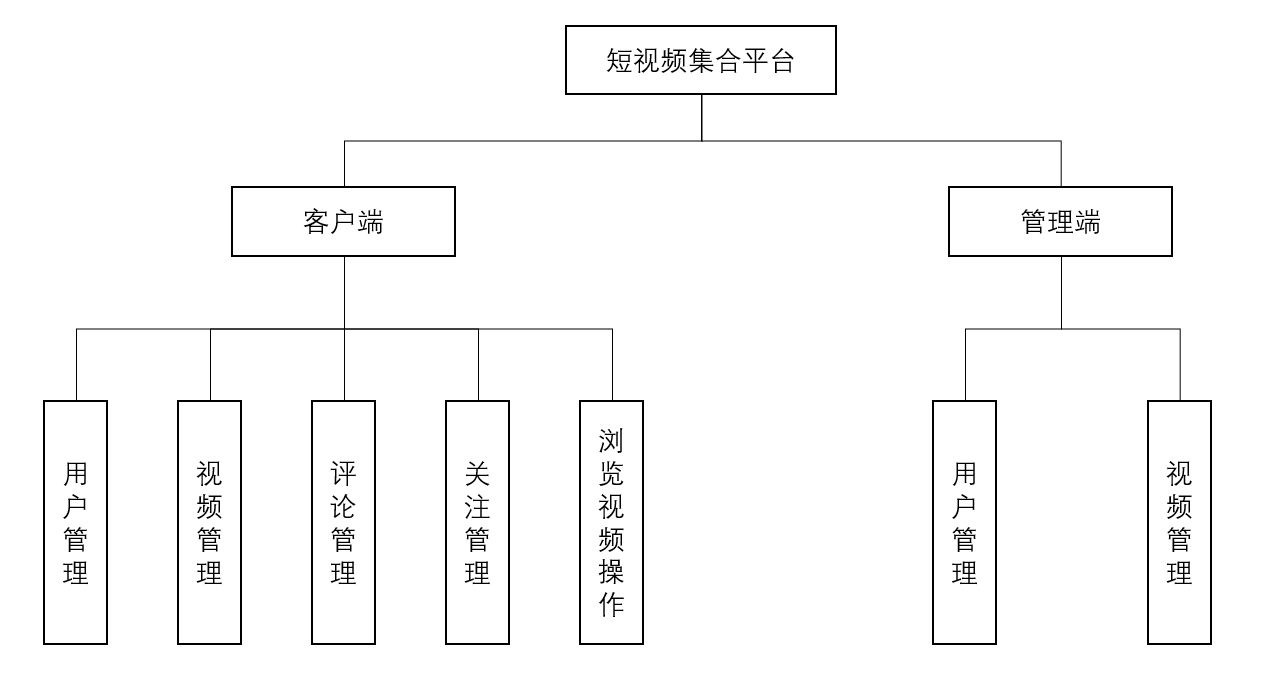 短视频集合平台
客户端
管理端
用户管理
视频管理
评论管理
关注管理
浏览视频操作
用户管理
视频管理